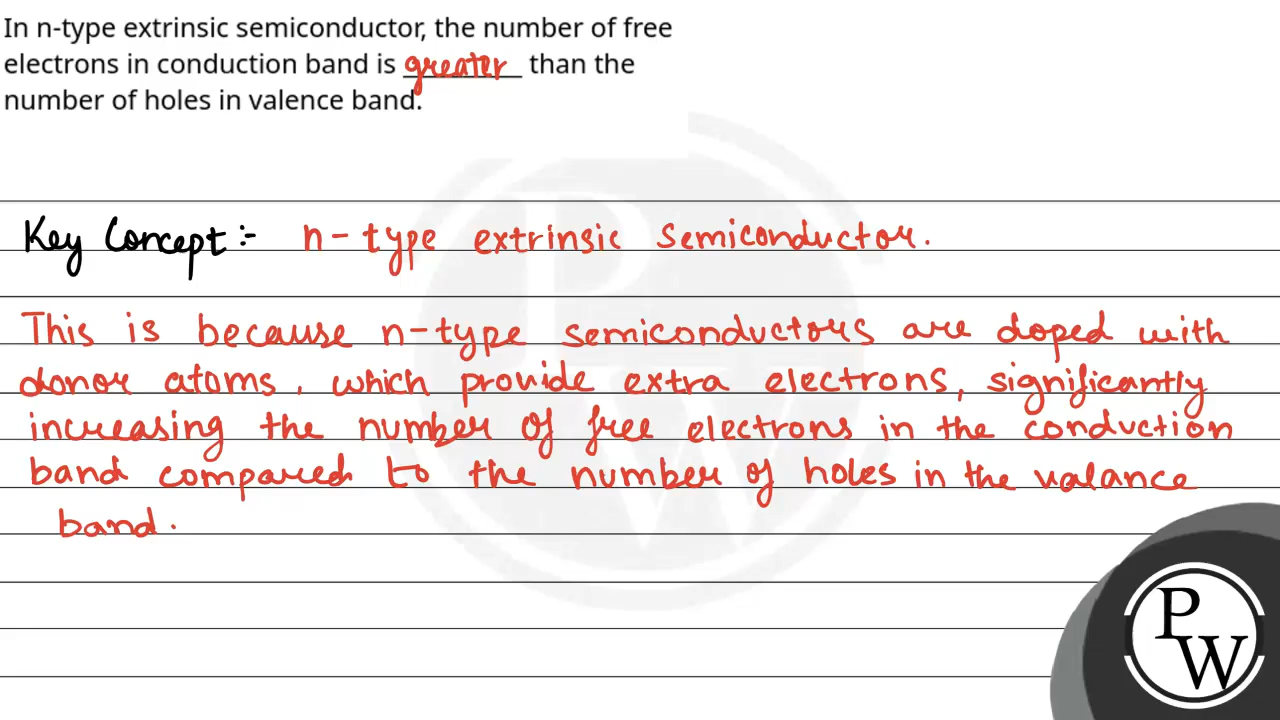 In n-type extrinsic semiconductor, the number of free
electrons in conduction band is greater than the
number of holes in valence band.
Key Concept :- n-type extrinsic semiconductor.
This is because n-type semiconductors are doped with
donor atoms, which provide extra electrons, significantly
increasing the number of free electrons in the conduction
band compared to the number of holes in the valance
band.
P
W